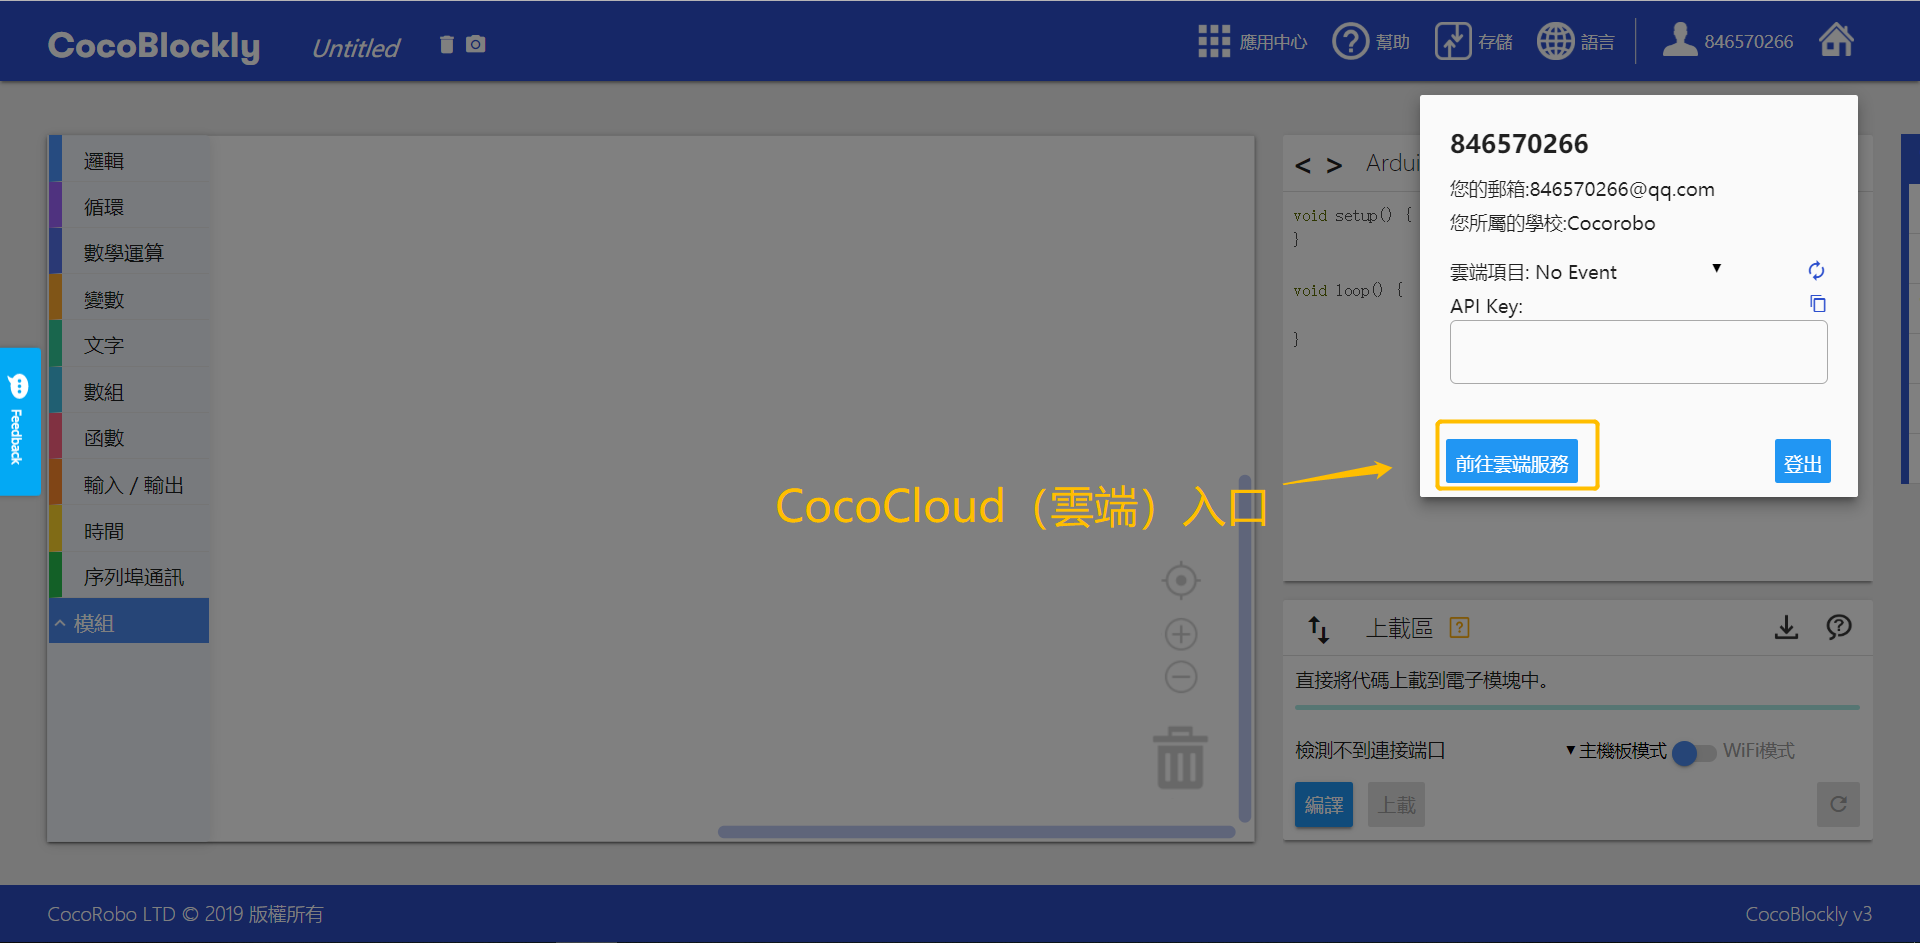 CocoBlockly
Untitled
應用中心
幫助
存儲
語言
846570266
邏輯
循環
數學運算
變數
文字
數組
函數
輸入 / 輸出
時間
序列埠通訊
模組
Feedback
< > Ardui
void setup() {
}
void loop() {
}
846570266
您的郵箱:846570266@qq.com
您所屬的學校:Cocorobo
雲端項目: No Event
API Key:
前往雲端服務
登出
CocoCloud（雲端）入口
上載區
直接將代碼上載到電子模塊中。
檢測不到連接端口
主機板模式
WiFi模式
編譯
上載
CocoRobo LTD © 2019 版權所有
CocoBlockly v3